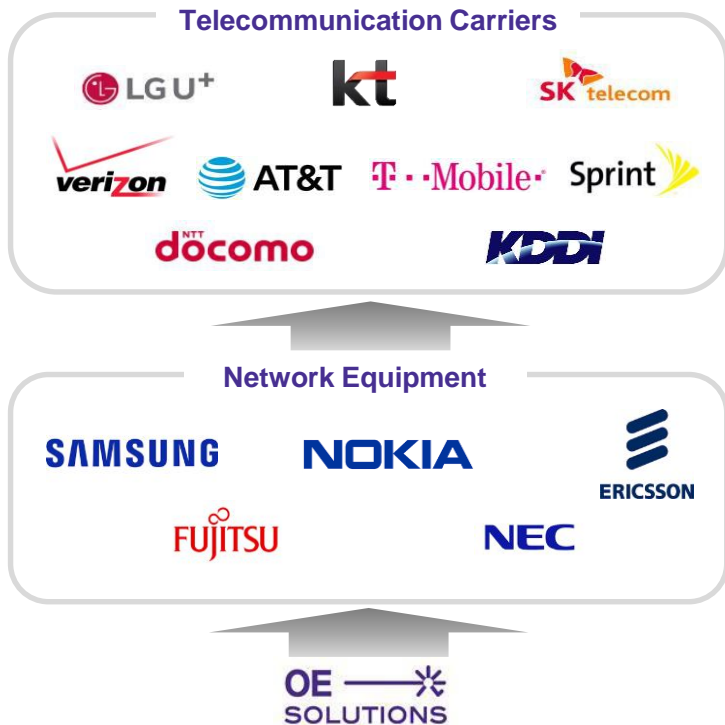 Telecommunication Carriers
LG U+
kt
SK telecom
verizon
AT&T
T··Mobile·
Sprint
NTT
döcomo
KDDI
Network Equipment
SAMSUNG
NOKIA
ERICSSON
FUJITSU
NEC
OE
SOLUTIONS